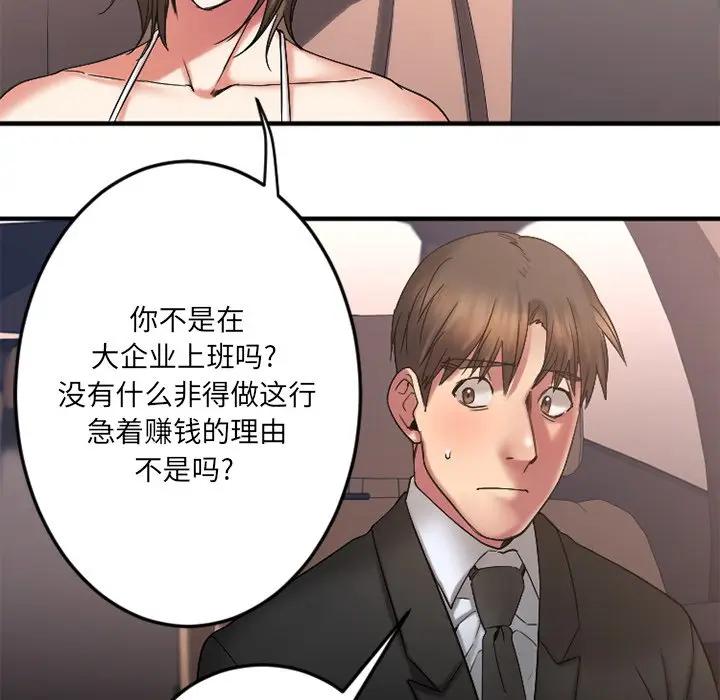 你不是在
大企业上班吗?
没有什么非得做这行
急着赚钱的理由
不是吗?